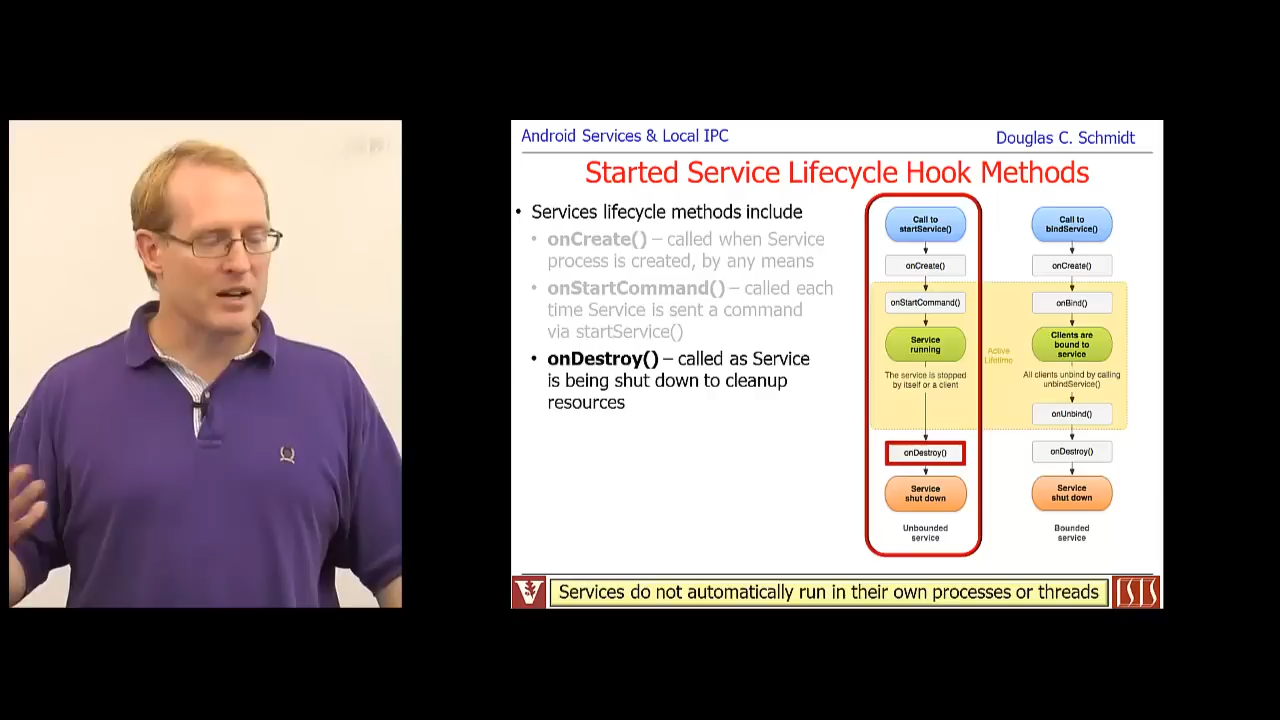 Android Services & Local IPC
Douglas C. Schmidt
Started Service Lifecycle Hook Methods
• Services lifecycle methods include
• onCreate() – called when Service
process is created, by any means
• onStartCommand() – called each
time Service is sent a command
via startService()
• onDestroy() – called as Service
is being shut down to cleanup
resources
Call to
startService()
onCreate()
onStartCommand()
Service
running
The service is stopped
by itself or a client
onDestroy()
Service
shut down
Unbounded
service
Active
Lifetime
Call to
bindService()
onCreate()
onBind()
Clients are
bound to
service
All clients unbind by calling
unbindService()
onUnbind()
onDestroy()
Service
shut down
Bounded
service
Services do not automatically run in their own processes or threads
V
ISIS